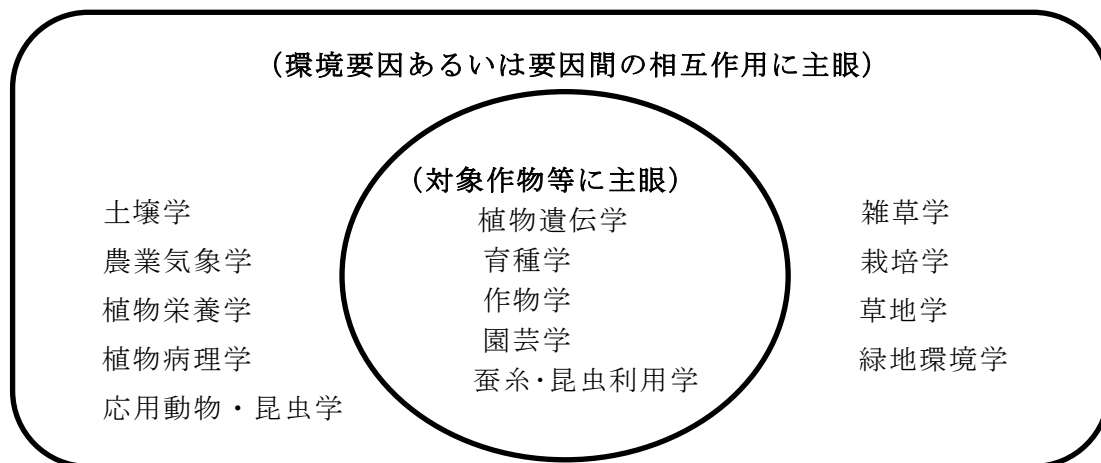 (環境要因あるいは要因間の相互作用に主眼)
(対象作物等に主眼)
土壌学
農業気象学
植物栄養学
植物病理学
応用動物・昆虫学
植物遺伝学
育種学
作物学
園芸学
蚕糸・昆虫利用学
雑草学
栽培学
草地学
緑地環境学